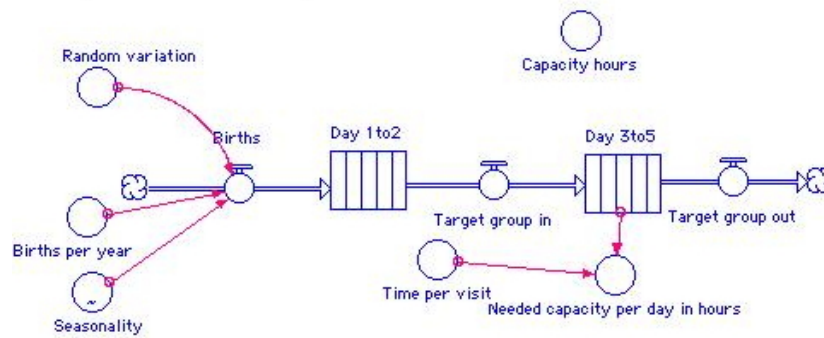 Random variation
Capacity hours
Births
Day 1to2
Day 3to5
Target group in
Target group out
Births per year
Time per visit
Needed capacity per day in hours
~
Seasonality